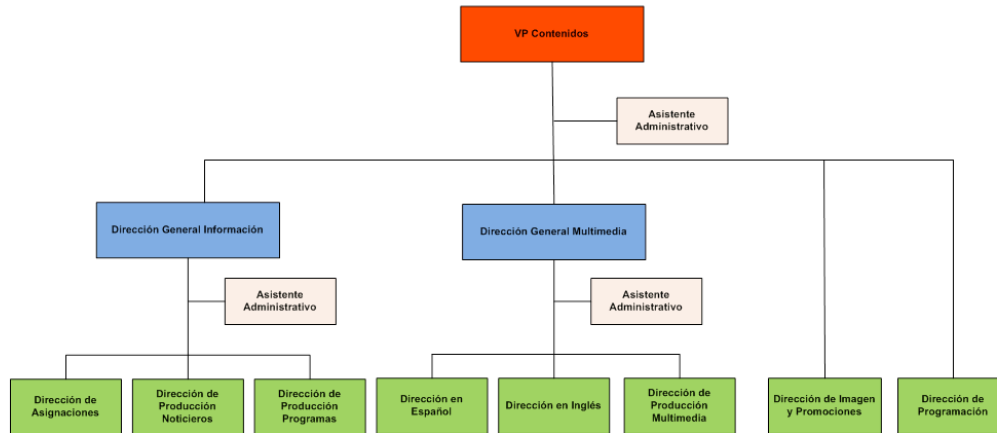 VP Contenidos
Asistente
Administrativo
Dirección General Información
Dirección General Multimedia
Asistente
Administrativo
Asistente
Administrativo
Dirección de
Asignaciones
Dirección de
Producción
Noticieros
Dirección de
Producción
Programas
Dirección en
Español
Dirección en Inglés
Dirección de
Producción
Multimedia
Dirección de Imagen
y Promociones
Dirección de
Programación